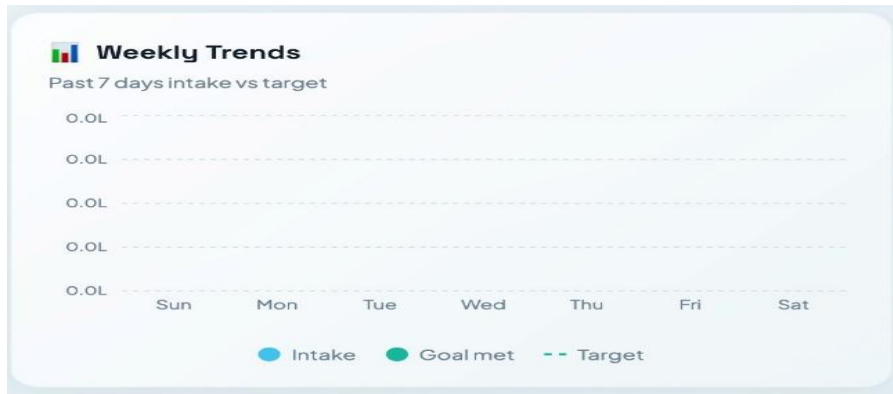 Weekly Trends
Past 7 days intake vs target
0.0L
0.0L
0.0L
0.0L
0.0L
Sun Mon Tue Wed Thu Fri Sat
Intake Goal met Target